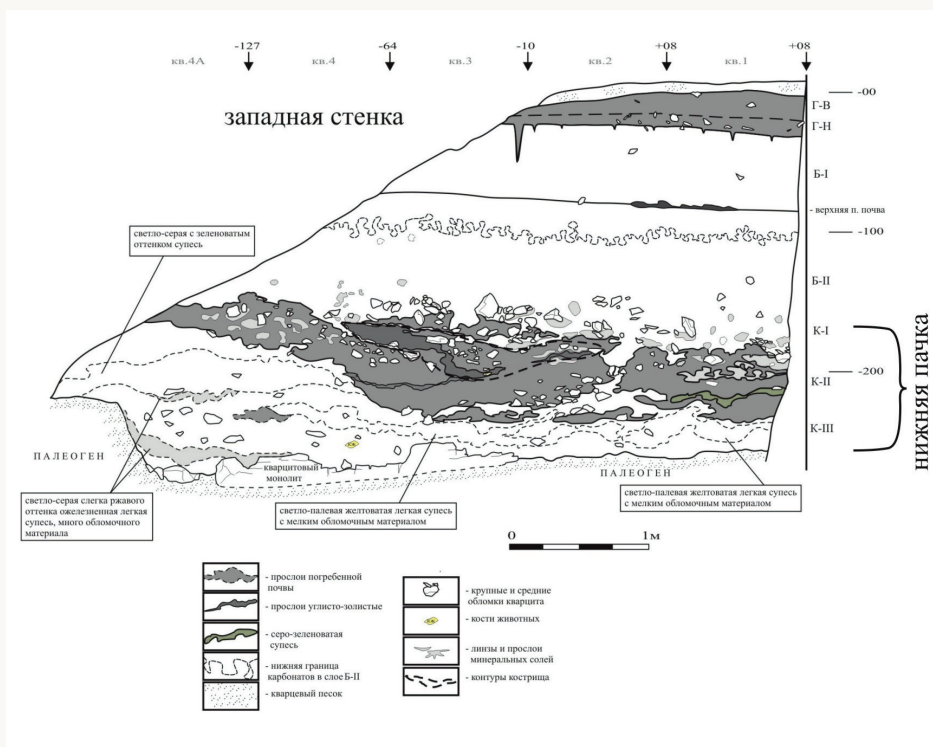 -127
-64
-10
+08
+08
кв.4А
кв.4
кв.3
кв.2
кв.1
западная стенка
-00
Г-В
Г-Н
Б-I
- верхняя п. почва
-100
светло-серая с зеленоватым
оттенком супесь
Б-II
К-I
-200
К-II
К-III
нижняя пачка
ПАЛЕОГЕН
кварцитовый
монолит
ПАЛЕОГЕН
светло-серая слегка ржавого
оттенка ожелезненная легкая
супесь, много обломочного
материала
светло-палевая желтоватая легкая супесь
с мелким обломочным материалом
светло-палевая желтоватая легкая супесь
с мелким обломочным материалом
0
1 м
- прослои погребенной
почвы
- прослои углисто-золистые
- серо-зеленоватая
супесь
- нижняя граница
карбонатов в слое Б-II
- кварцевый песок
- крупные и средние
обломки кварцита
- кости животных
- линзы и прослои
минеральных солей
- контуры кострища